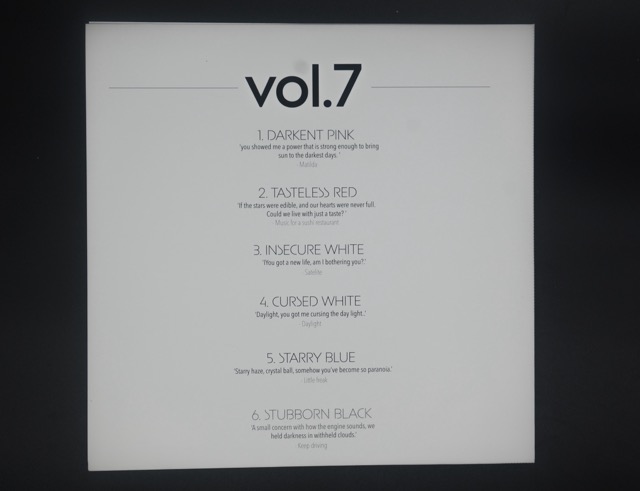 vol.7
1. DARKENT PINK
'you showed me a power that is strong enough to bring
sun to the darkest days. '
- Matilda
2. TASTELESS RED
'If the stars were edible, and our hearts were never full.
Could we live with just a taste? '
- Music for a sushi restaurant
3. INSECURE WHITE
'You got a new life, am I bothering you?'
- Satellite
4. CURSED WHITE
'Daylight, you got me cursing the day light.'
- Daylight
5. STARRY BLUE
'Starry haze, crystal ball, somehow you've become so paranoia.'
- Little freak
6. STUBBORN BLACK
'A small concern with how the engine sounds, we
held darkness in withheld clouds.'
- Keep driving